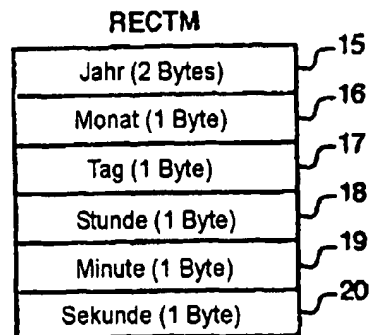 RECTM
Jahr (2 Bytes) 15
Monat (1 Byte) 16
Tag (1 Byte) 17
Stunde (1 Byte) 18
Minute (1 Byte) 19
Sekunde (1 Byte) 20